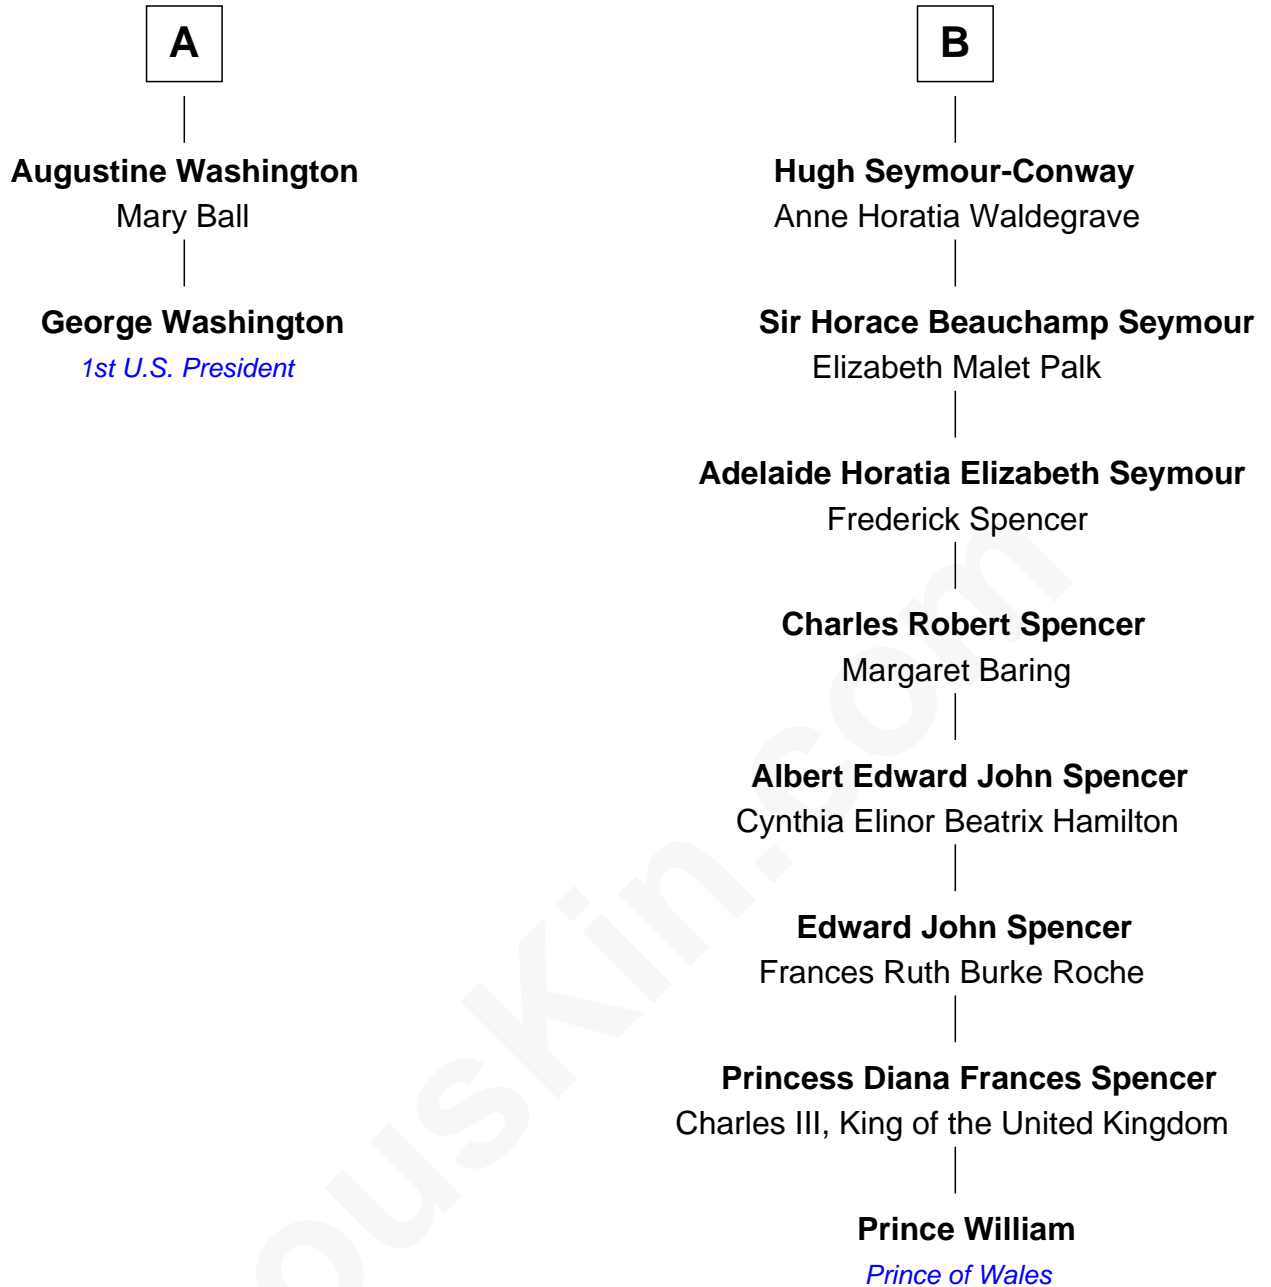 A
Augustine Washington
Mary Ball
George Washington
1st U.S. President
B
Hugh Seymour-Conway
Anne Horatia Waldegrave
Sir Horace Beauchamp Seymour
Elizabeth Malet Palk
Adelaide Horatia Elizabeth Seymour
Frederick Spencer
Charles Robert Spencer
Margaret Baring
Albert Edward John Spencer
Cynthia Elinor Beatrix Hamilton
Edward John Spencer
Frances Ruth Burke Roche
Princess Diana Frances Spencer
Charles III, King of the United Kingdom
Prince William
Prince of Wales
ousKin.com